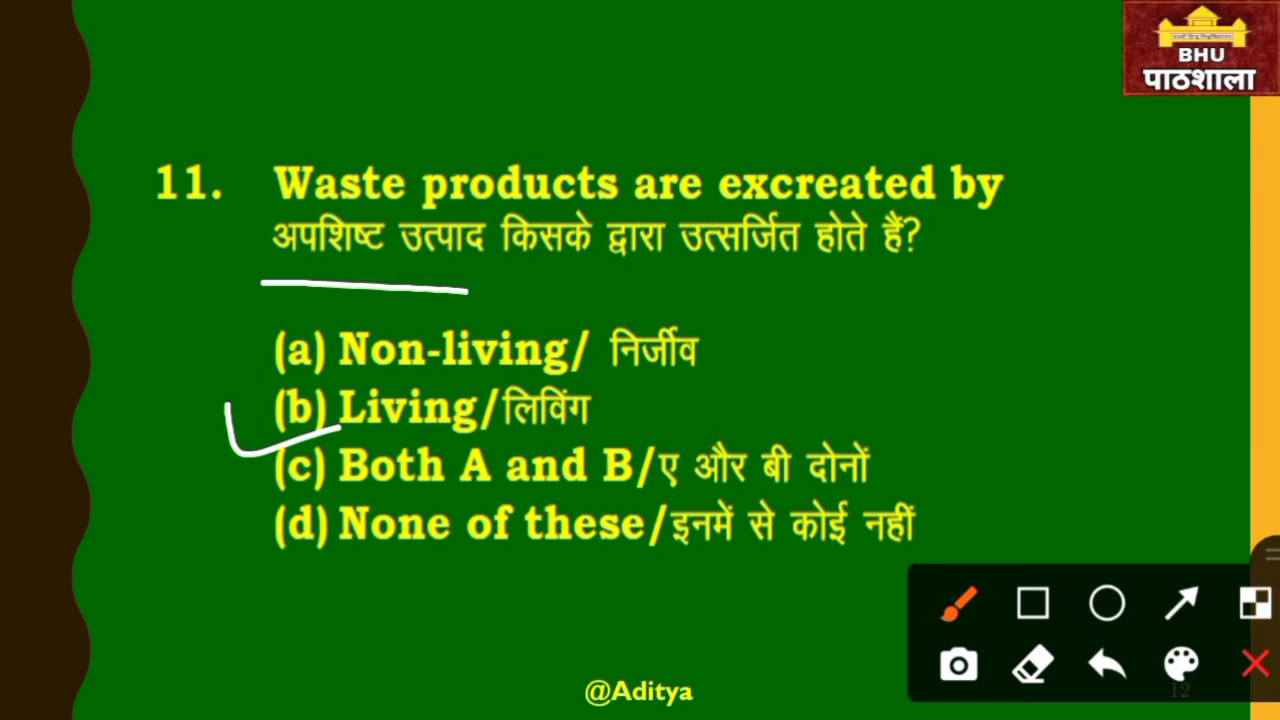 BHU
पाठशाला
11. Waste products are excreated by
अपशिष्ट उत्पाद किसके द्वारा उत्सर्जित होते हैं?
(a) Non-living/ निर्जीव
(b) Living/लिविंग
(c) Both A and B/ए और बी दोनों
(d) None of these/इनमें से कोई नहीं
@Aditya
12